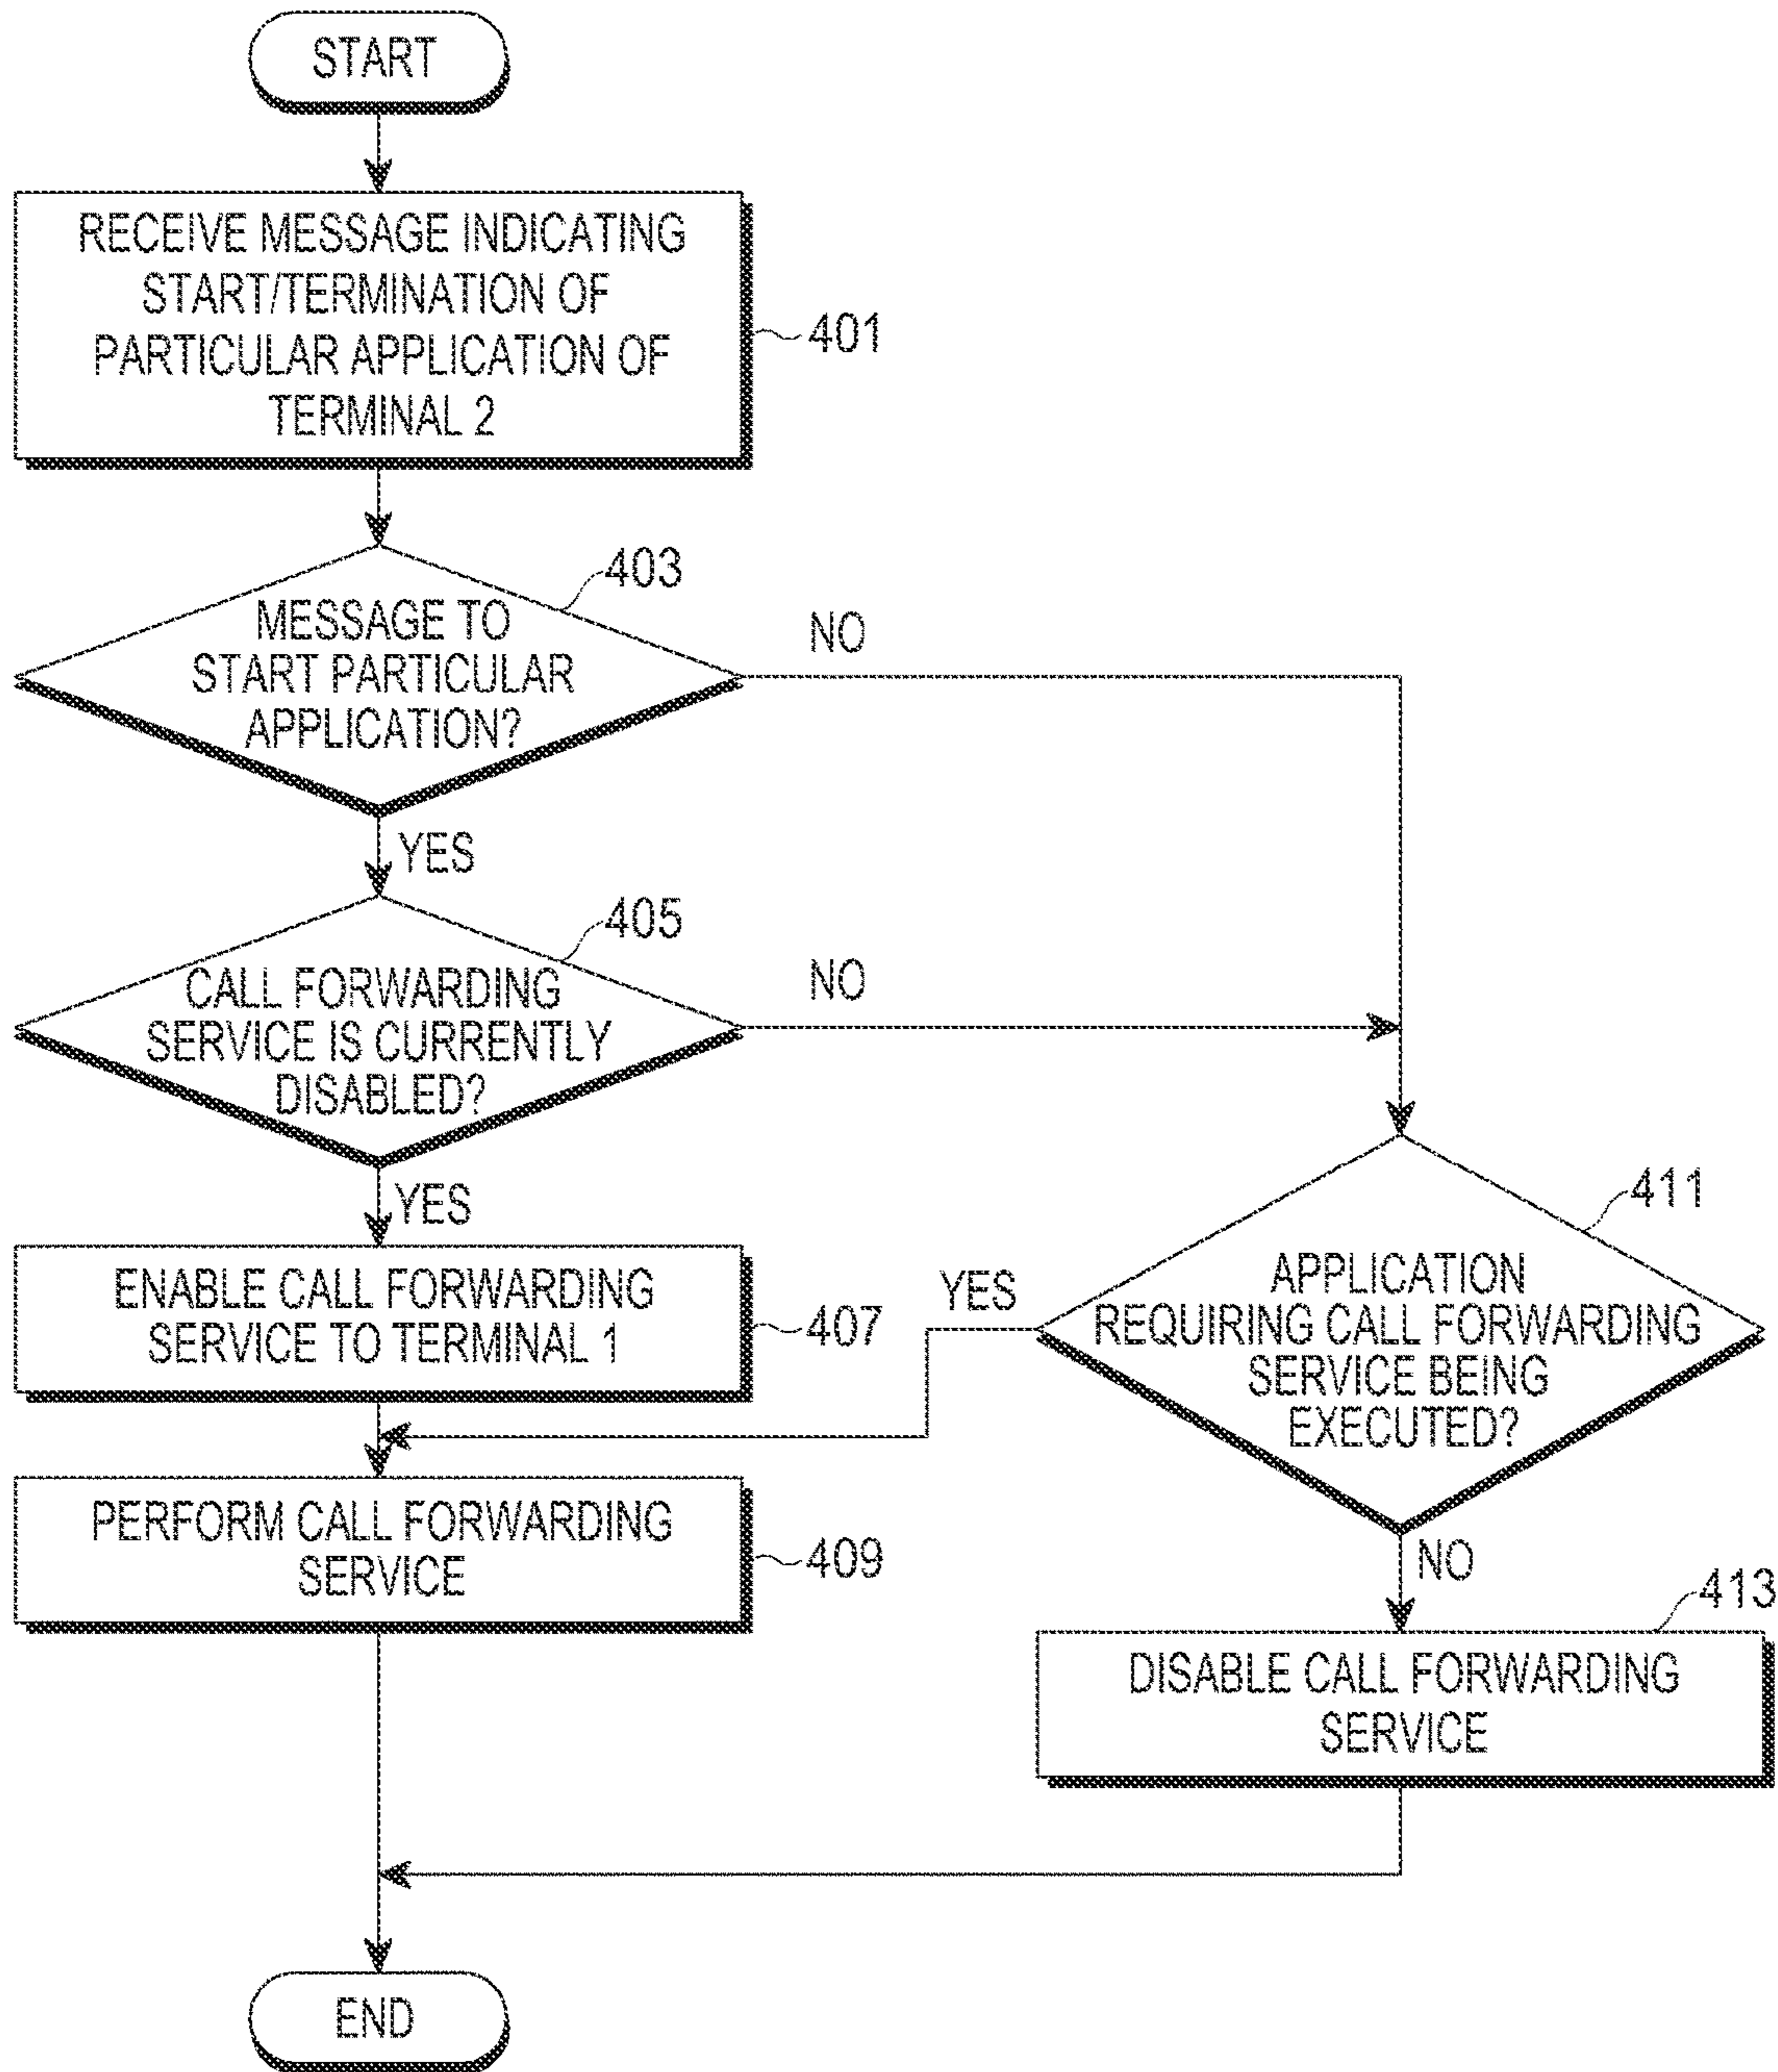 START
RECEIVE MESSAGE INDICATING
START/TERMINATION OF
PARTICULAR APPLICATION OF
TERMINAL 2
401
403
MESSAGE TO
START PARTICULAR
APPLICATION?
NO
YES
405
CALL FORWARDING
SERVICE IS CURRENTLY
DISABLED?
NO
YES
ENABLE CALL FORWARDING
SERVICE TO TERMINAL 1
407
PERFORM CALL FORWARDING
SERVICE
409
411
APPLICATION
REQUIRING CALL FORWARDING
SERVICE BEING
EXECUTED?
YES
NO
413
DISABLE CALL FORWARDING
SERVICE
END